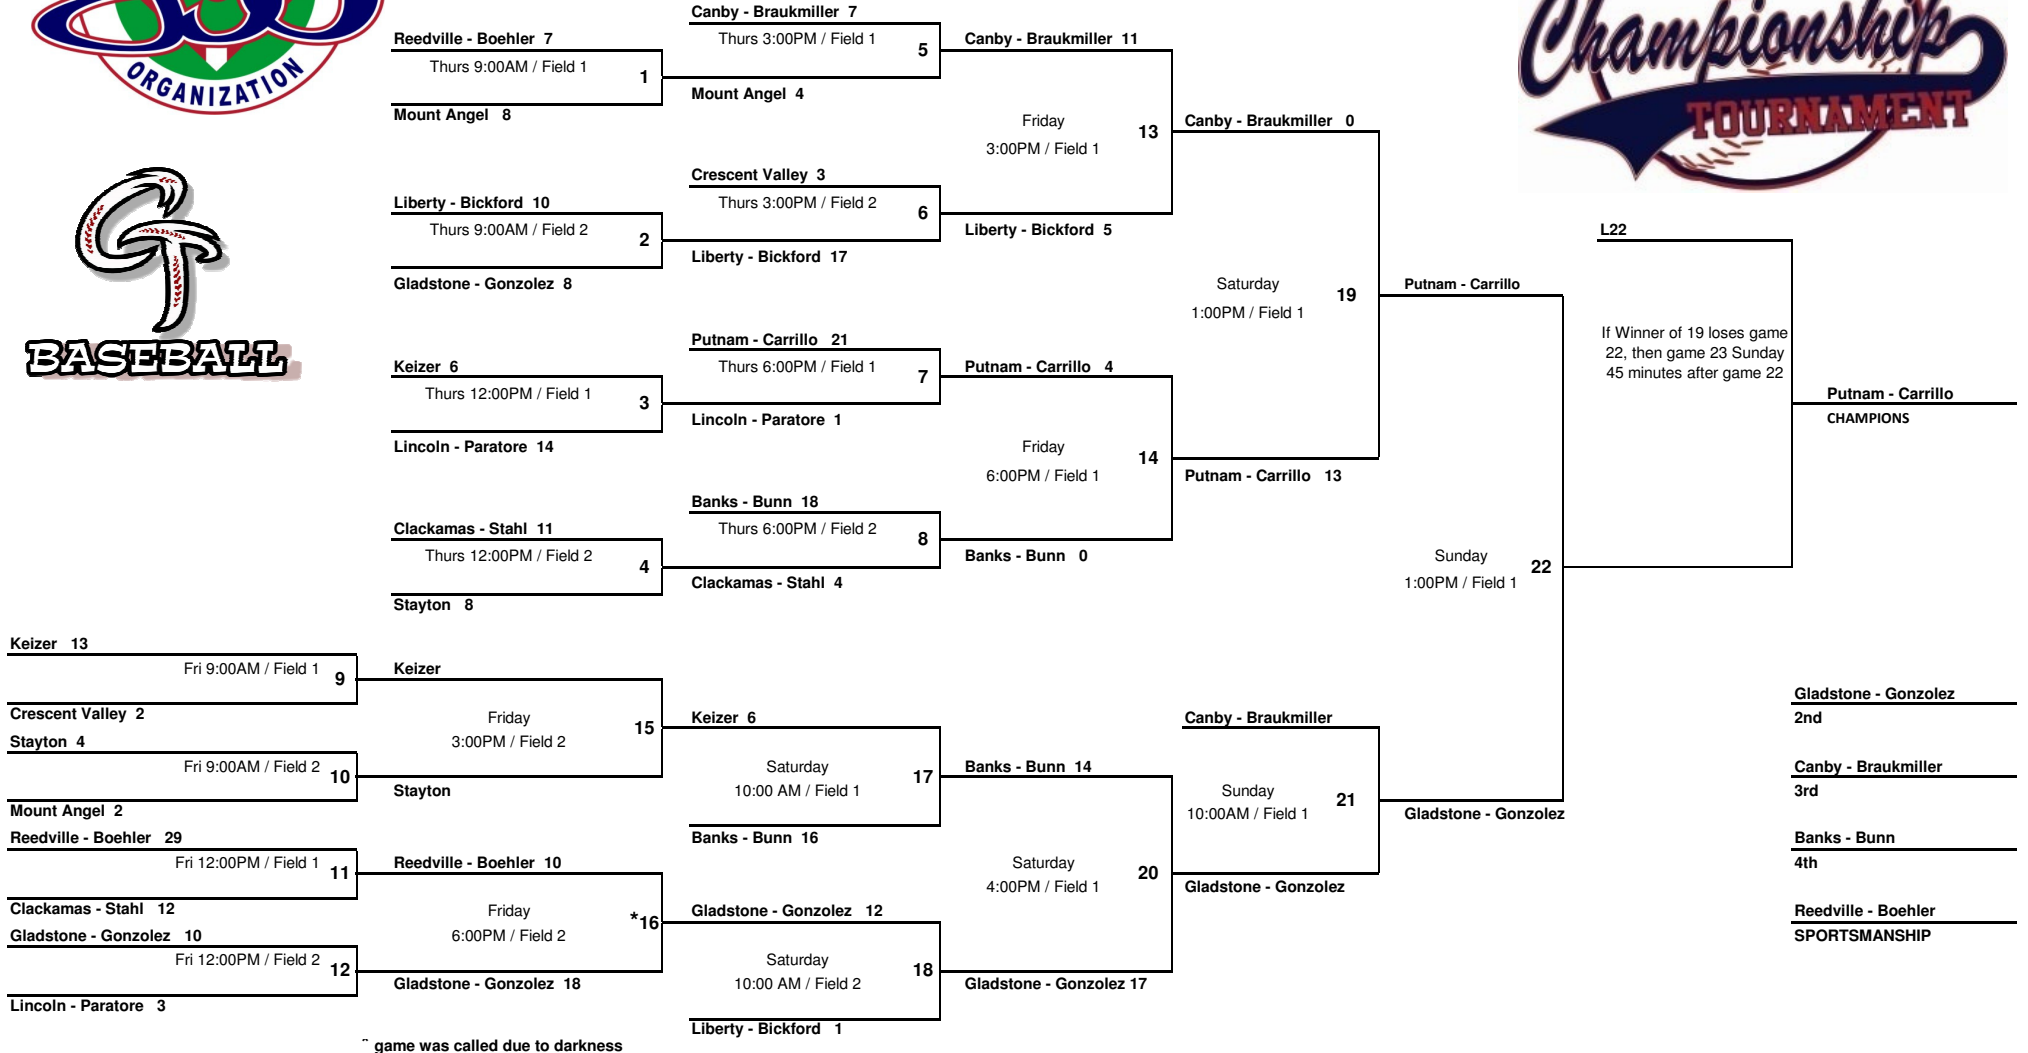 ORGANIZATION
Championship
TOURNAMENT
BASEBALL
Reedville - Boehler 7
Thurs 9:00AM / Field 1
1
Mount Angel 8
Liberty - Bickford 10
Thurs 9:00AM / Field 2
2
Gladstone - Gonzolez 8
Keizer 6
Thurs 12:00PM / Field 1
3
Lincoln - Paratore 14
Clackamas - Stahl 11
Thurs 12:00PM / Field 2
4
Stayton 8
Canby - Braukmiller 7
Thurs 3:00PM / Field 1
5
Mount Angel 4
Crescent Valley 3
Thurs 3:00PM / Field 2
6
Liberty - Bickford 17
Putnam - Carrillo 21
Thurs 6:00PM / Field 1
7
Lincoln - Paratore 1
Banks - Bunn 18
Thurs 6:00PM / Field 2
8
Clackamas - Stahl 4
Canby - Braukmiller 11
Friday
13
3:00PM / Field 1
Liberty - Bickford 5
Putnam - Carrillo 4
Friday
14
6:00PM / Field 1
Banks - Bunn 0
Canby - Braukmiller 0
Saturday
19
1:00PM / Field 1
Putnam - Carrillo 13
Putnam - Carrillo
Sunday
22
1:00PM / Field 1
Gladstone - Gonzolez
L22
If Winner of 19 loses game
22, then game 23 Sunday
45 minutes after game 22
Putnam - Carrillo
CHAMPIONS
Keizer 13
Fri 9:00AM / Field 1
9
Crescent Valley 2
Stayton 4
Fri 9:00AM / Field 2
10
Mount Angel 2
Reedville - Boehler 29
Fri 12:00PM / Field 1
11
Clackamas - Stahl 12
Gladstone - Gonzolez 10
Fri 12:00PM / Field 2
12
Lincoln - Paratore 3
Keizer
Friday
15
3:00PM / Field 2
Stayton
Reedville - Boehler 10
Friday
*16
6:00PM / Field 2
Gladstone - Gonzolez 18
Keizer 6
Saturday
17
10:00 AM / Field 1
Banks - Bunn 16
Gladstone - Gonzolez 12
Saturday
18
10:00 AM / Field 2
Liberty - Bickford 1
Banks - Bunn 14
Saturday
20
4:00PM / Field 1
Gladstone - Gonzolez 17
Canby - Braukmiller
Sunday
21
10:00AM / Field 1
Gladstone - Gonzolez
Gladstone - Gonzolez
2nd
Canby - Braukmiller
3rd
Banks - Bunn
4th
Reedville - Boehler
SPORTSMANSHIP
* game was called due to darkness